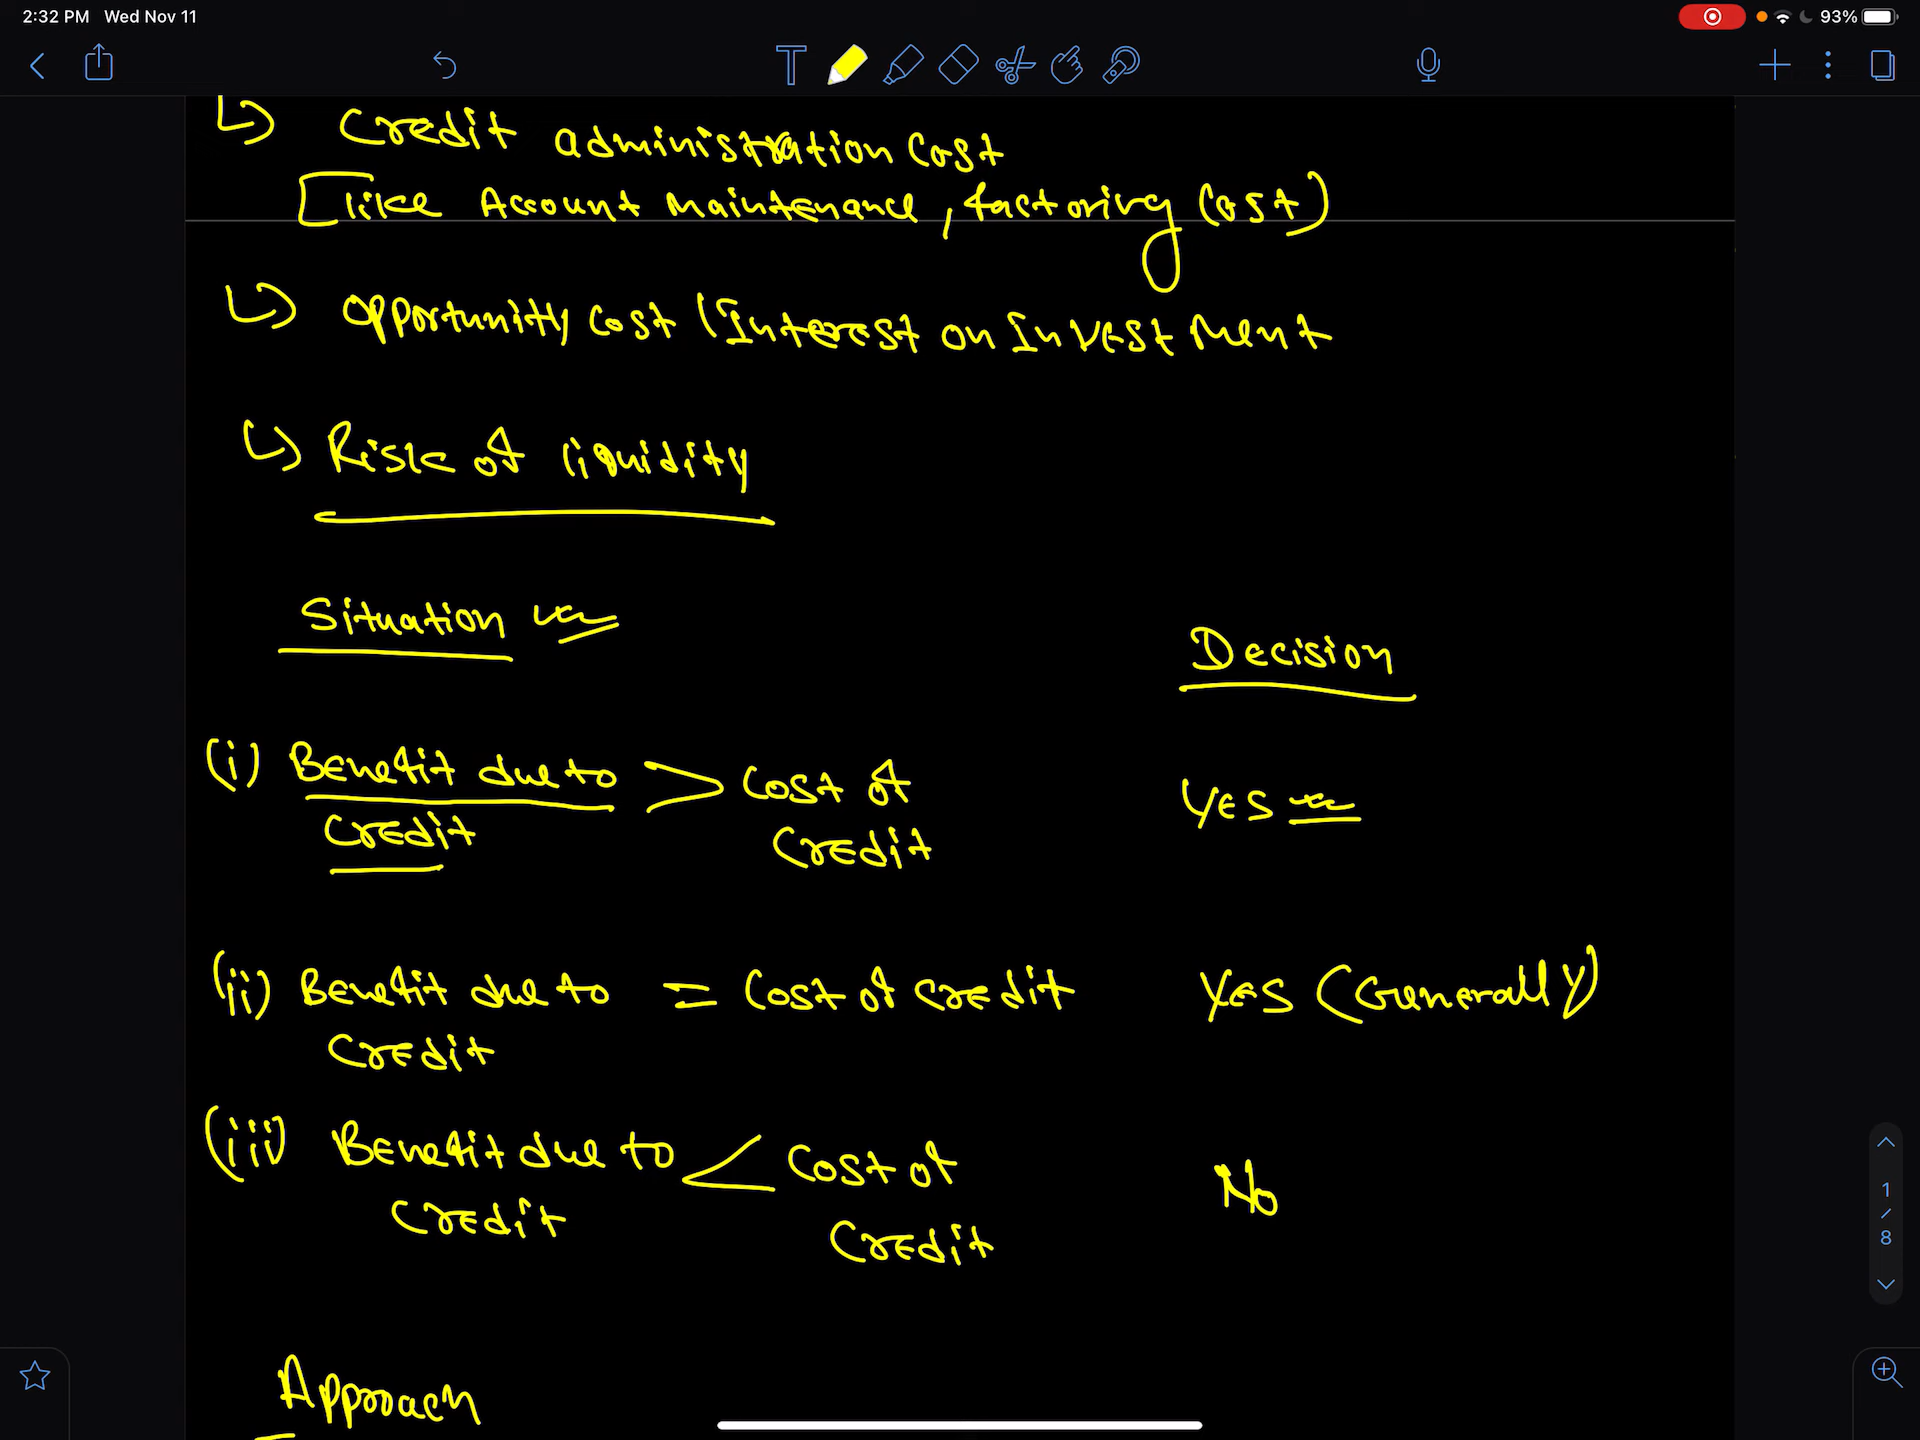 2:32 PM Wed Nov 11
93%
↳ Credit administration Cost
[like Account Maintenance, factoring Cost)
↳ Opportunity Cost (Interest on Investment
↳ Risk of liquidity
Situation
Decision
(i) Benefit due to > Cost of YES
Credit Credit
(ii) Benefit due to = Cost of credit YES (Generally)
Credit
(iii) Benefit due to < Cost of No
Credit Credit
Approach
1
/
8